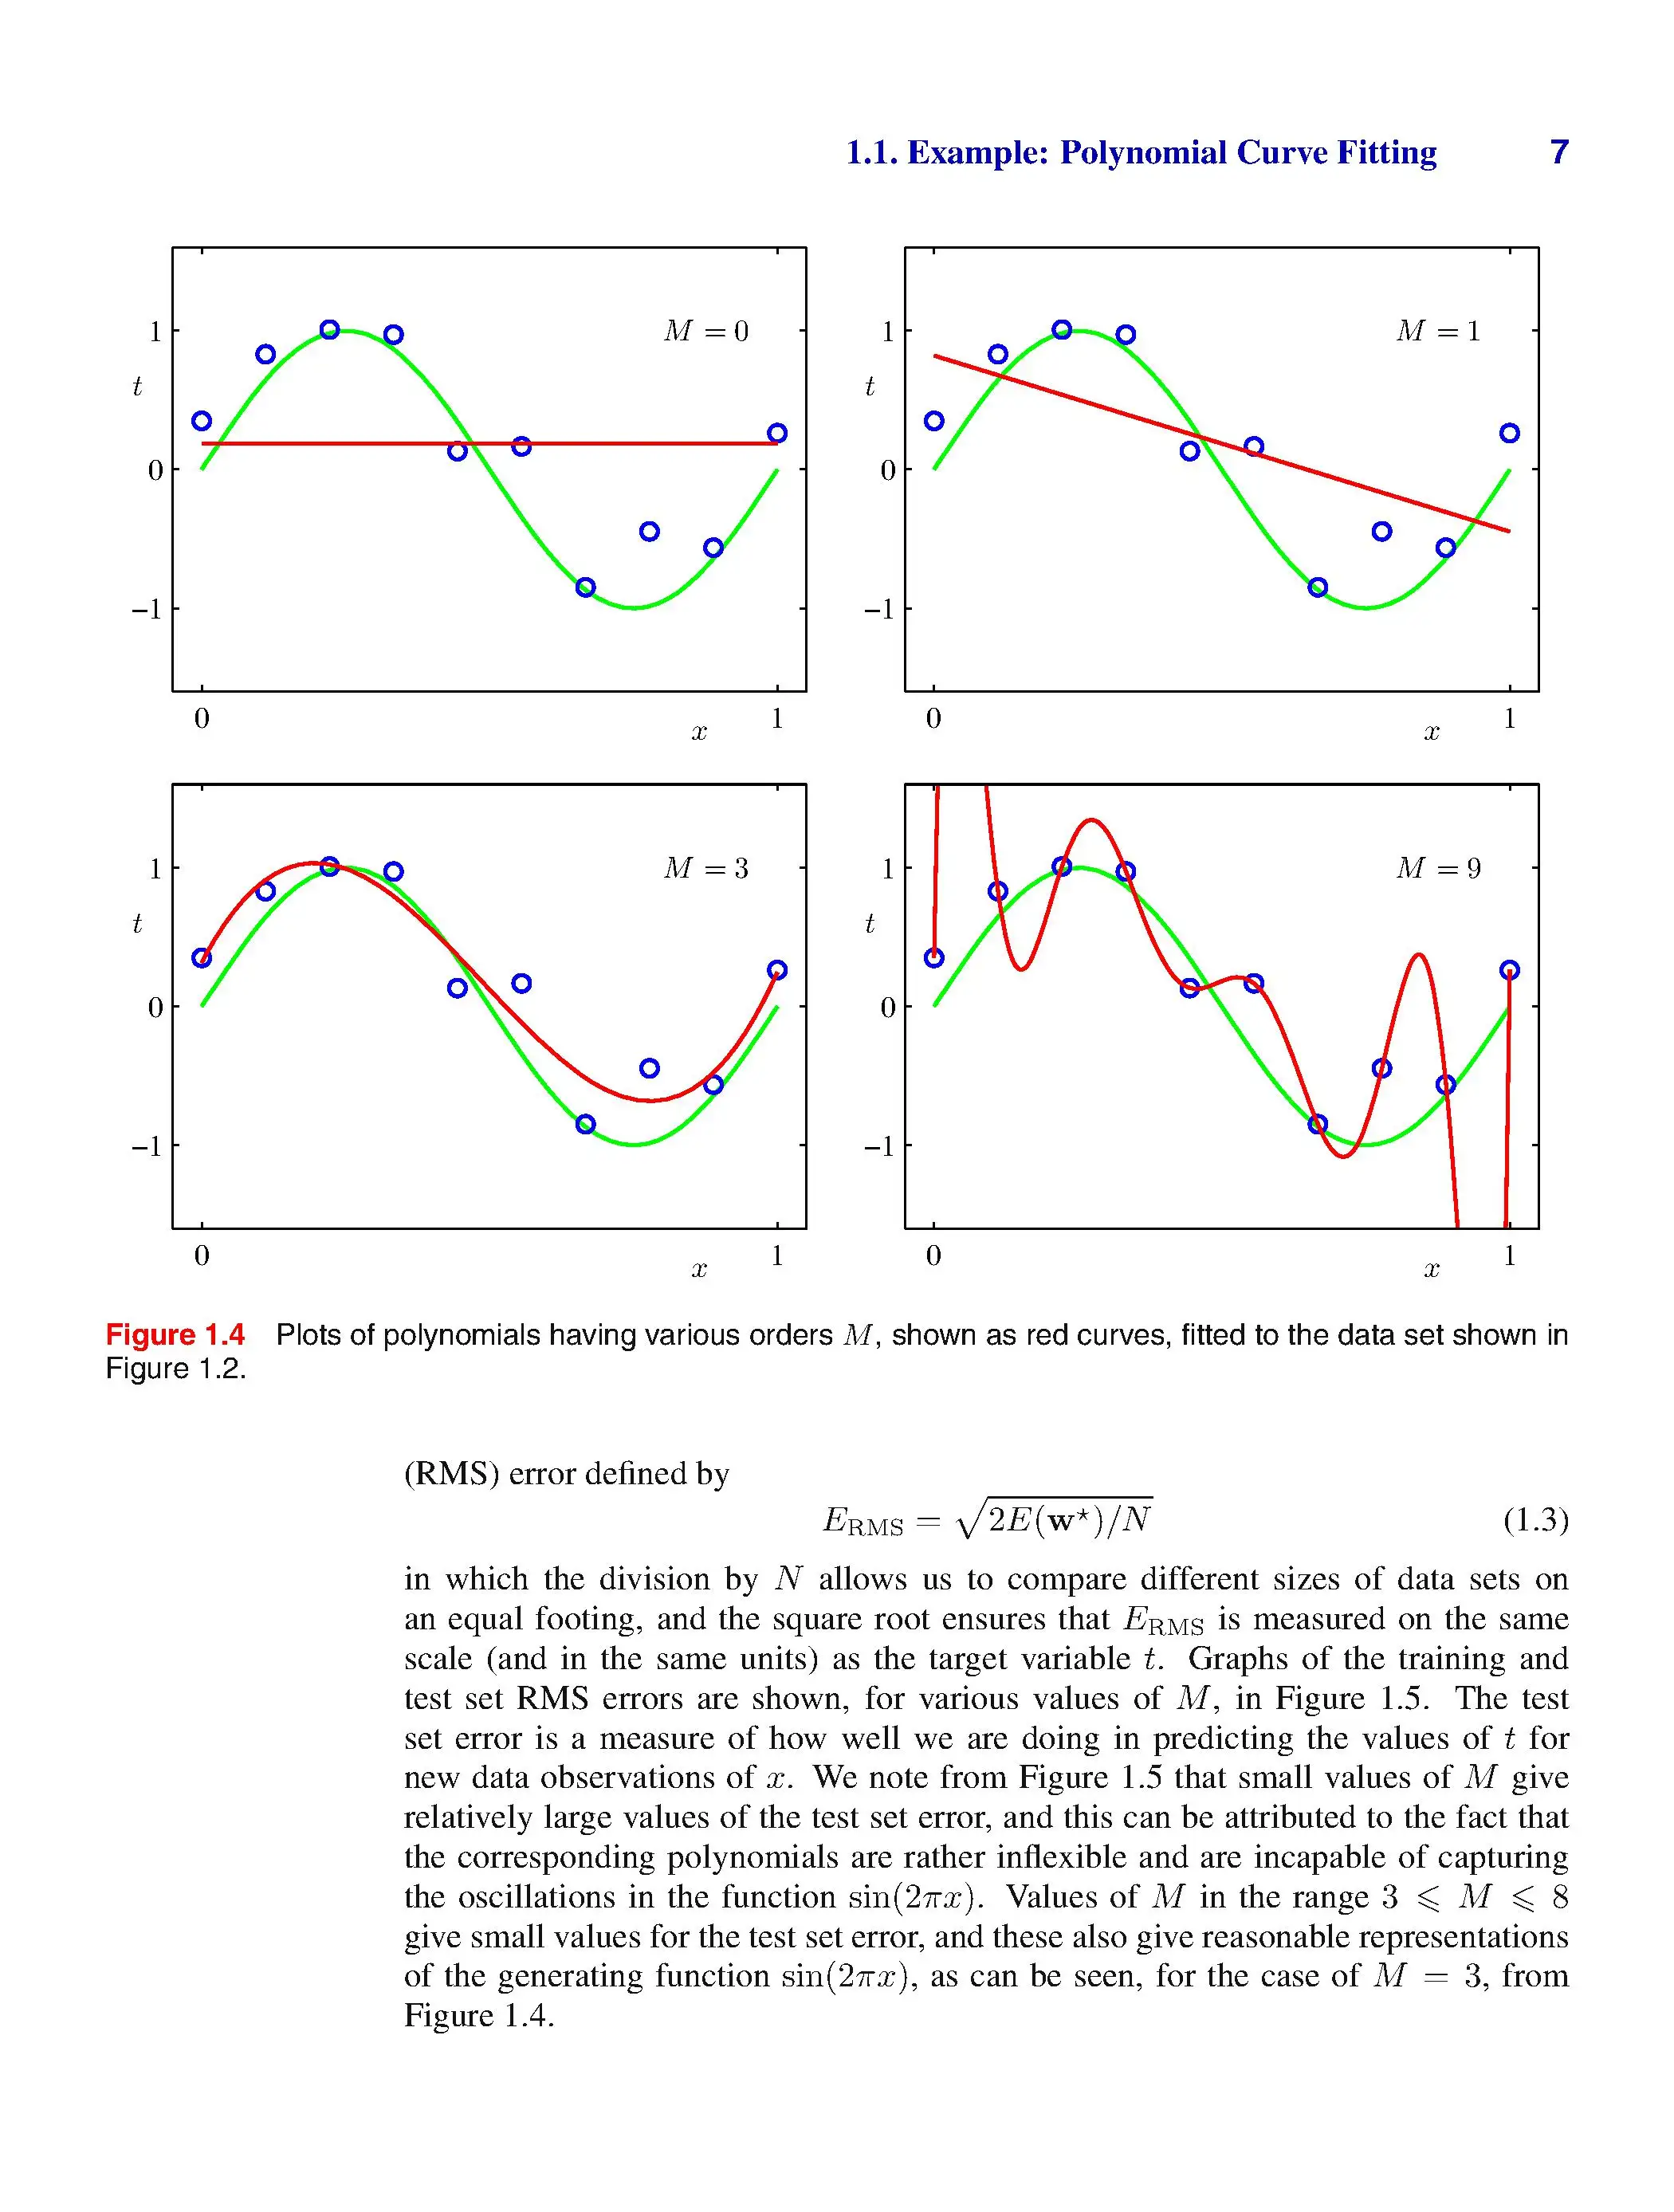 1.1. Example: Polynomial Curve Fitting 7
M = 0
1
t
0
−1
0
x
1
M = 1
1
t
0
−1
0
x
1
M = 3
1
t
0
−1
0
x
1
M = 9
1
t
0
−1
0
x
1
Figure 1.4 Plots of polynomials having various orders M, shown as red curves, fitted to the data set shown in
Figure 1.2.
(RMS) error defined by
E_RMS = √(2E(w⋆)/N) (1.3)
in which the division by N allows us to compare different sizes of data sets on
an equal footing, and the square root ensures that E_RMS is measured on the same
scale (and in the same units) as the target variable t. Graphs of the training and
test set RMS errors are shown, for various values of M, in Figure 1.5. The test
set error is a measure of how well we are doing in predicting the values of t for
new data observations of x. We note from Figure 1.5 that small values of M give
relatively large values of the test set error, and this can be attributed to the fact that
the corresponding polynomials are rather inflexible and are incapable of capturing
the oscillations in the function sin(2πx). Values of M in the range 3 ⩽ M ⩽ 8
give small values for the test set error, and these also give reasonable representations
of the generating function sin(2πx), as can be seen, for the case of M = 3, from
Figure 1.4.